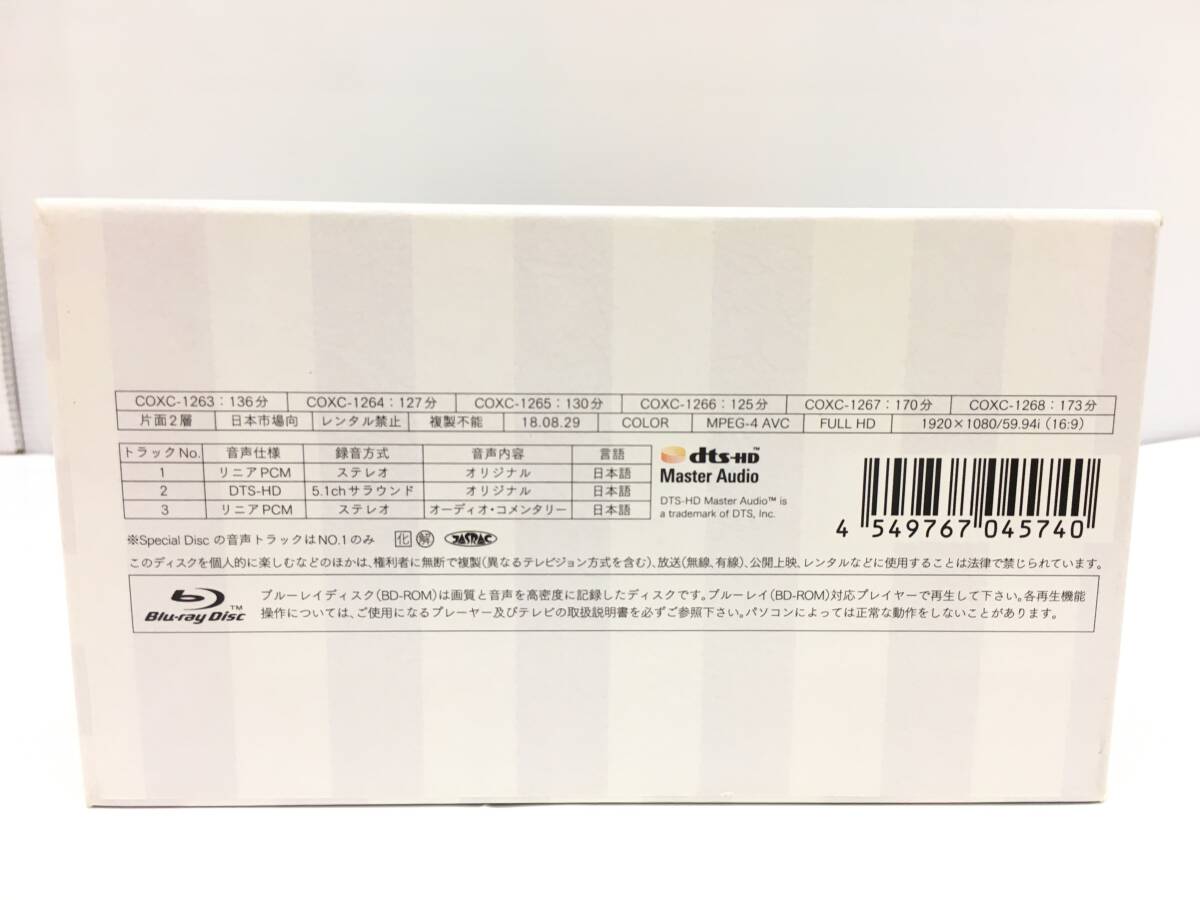 COXC-1263：136分 COXC-1264：127分 COXC-1265：130分 COXC-1266：125分 COXC-1267：170分 COXC-1268：173分
片面2層 日本市場向 レンタル禁止 複製不能 18.08.29 COLOR MPEG-4 AVC FULL HD 1920×1080/59.94i (16:9)
トラックNo. 音声仕様 録音方式 音声内容 言語
1 リニアPCM ステレオ オリジナル 日本語
2 DTS-HD 5.1chサラウンド オリジナル 日本語
3 リニアPCM ステレオ オーディオ・コメンタリー 日本語
dts-HD™
Master Audio
DTS-HD Master Audio™ is
a trademark of DTS, Inc.
4 549767 045740
※Special Disc の音声トラックはNO.1のみ 化 解 JASRAC
このディスクを個人的に楽しむなどのほかは、権利者に無断で複製(異なるテレビジョン方式を含む)、放送(無線、有線)、公開上映、レンタルなどに使用することは法律で禁じられています。
Blu-ray Disc™
ブルーレイディスク(BD-ROM)は画質と音声を高密度に記録したディスクです。ブルーレイ(BD-ROM)対応プレイヤーで再生して下さい。各再生機能
操作については、ご使用になるプレーヤー及びテレビの取扱説明書を必ずご参照下さい。パソコンによっては正常な動作をしないことがあります。